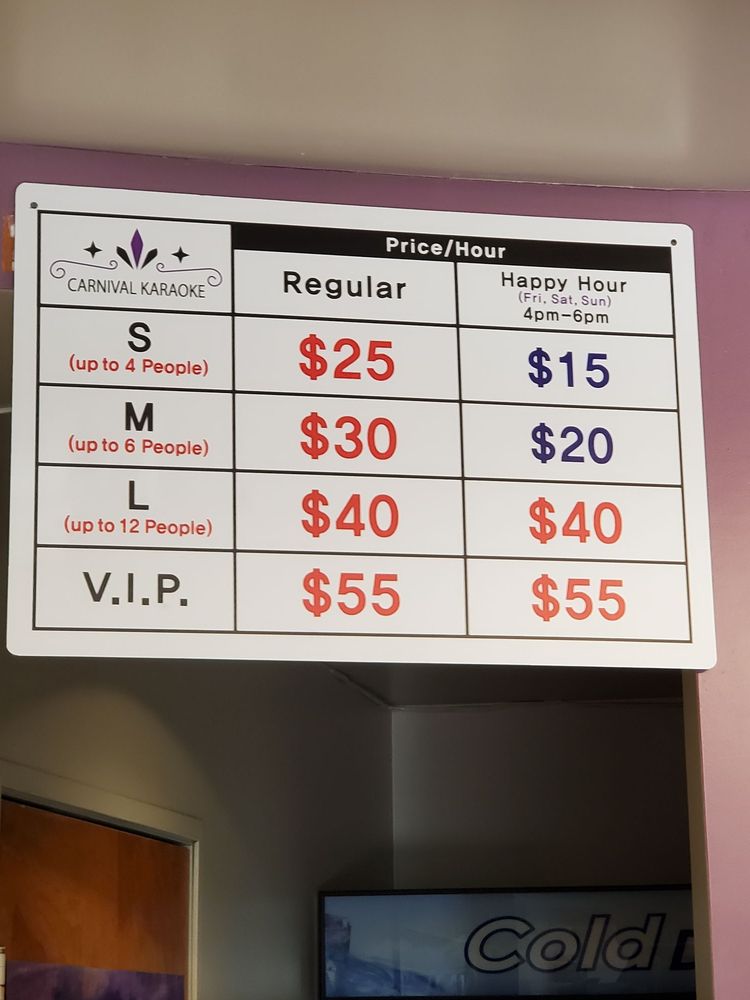 CARNIVAL KARAOKE
Price/Hour
Regular
Happy Hour
(Fri, Sat, Sun)
4pm-6pm
S
(up to 4 People)
$25
$15
M
(up to 6 People)
$30
$20
L
(up to 12 People)
$40
$40
V.I.P.
$55
$55
Cold